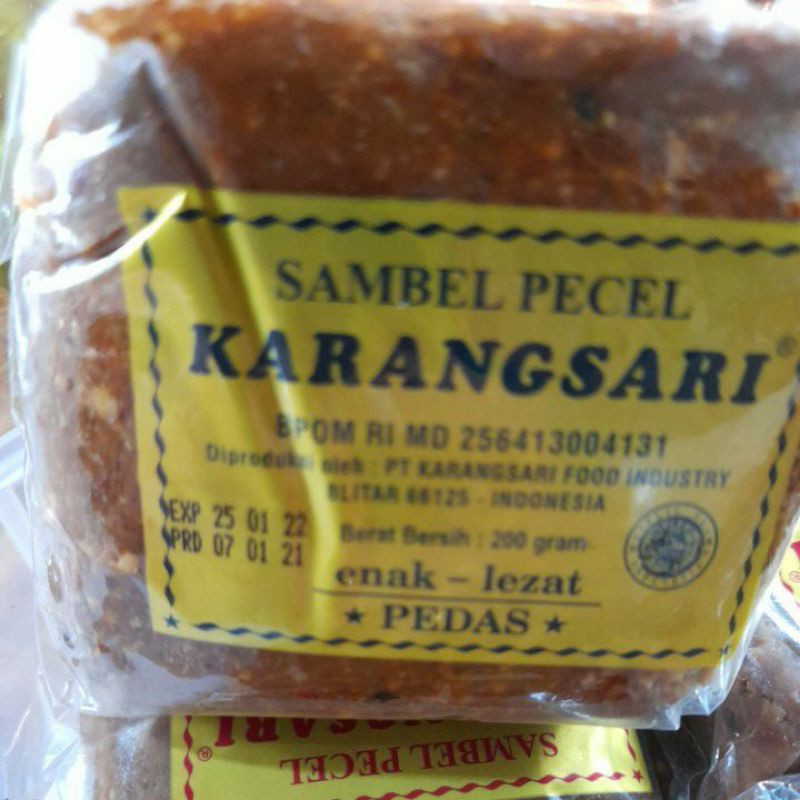 SAMBEL PECEL
KARANGSARI®
BPOM RI MD 256413004131
Diproduksi oleh : PT KARANGSARI FOOD INDUSTRY
BLITAR 66125 - INDONESIA
EXP 25 01 22
PRD 07 01 21
Berat Bersih : 200 gram
enak – lezat
★ PEDAS ★
SAMBEL PECEL